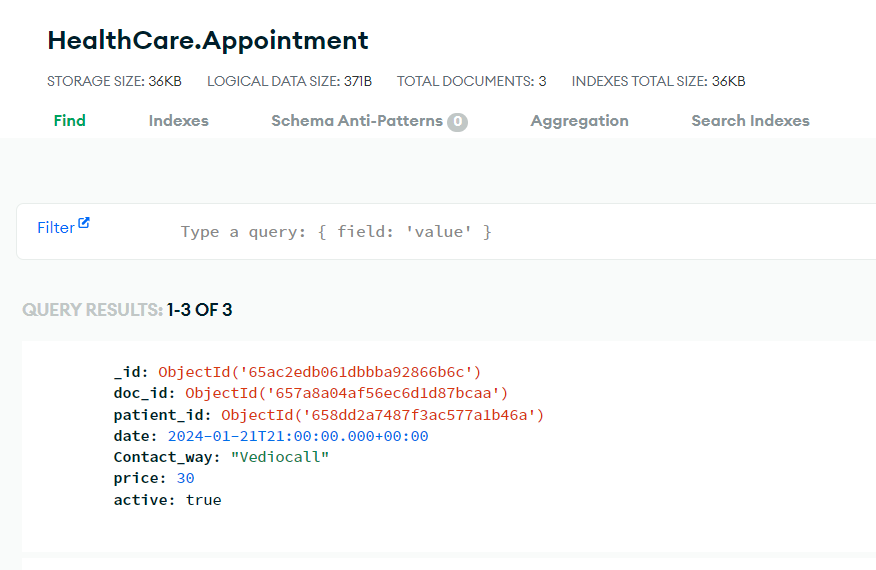 HealthCare.Appointment
STORAGE SIZE: 36KB LOGICAL DATA SIZE: 371B TOTAL DOCUMENTS: 3 INDEXES TOTAL SIZE: 36KB
Find Indexes Schema Anti-Patterns 0 Aggregation Search Indexes
Filter Type a query: { field: 'value' }
QUERY RESULTS: 1-3 OF 3
_id: ObjectId('65ac2edb061dbbba92866b6c')
doc_id: ObjectId('657a8a04af56ec6d1d87bcaa')
patient_id: ObjectId('658dd2a7487f3ac577a1b46a')
date: 2024-01-21T21:00:00.000+00:00
Contact_way: "Vediocall"
price: 30
active: true